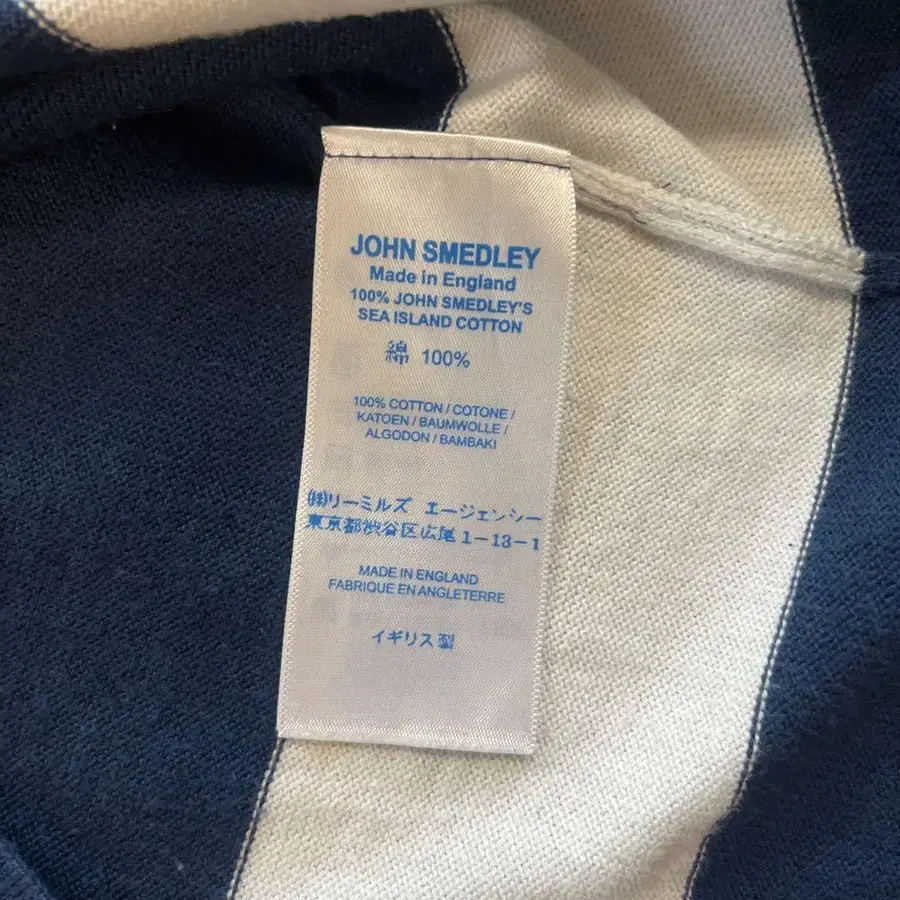 JOHN SMEDLEY
Made in England
100% JOHN SMEDLEY'S
SEA ISLAND COTTON
綿 100%
100% COTTON / COTONE /
KATOEN / BAUMWOLLE /
ALGODON / BAMBAKI
㈱リーミルズ エージェンシー
東京都渋谷区広尾1-13-1
MADE IN ENGLAND
FABRIQUE EN ANGLETERRE
イギリス製